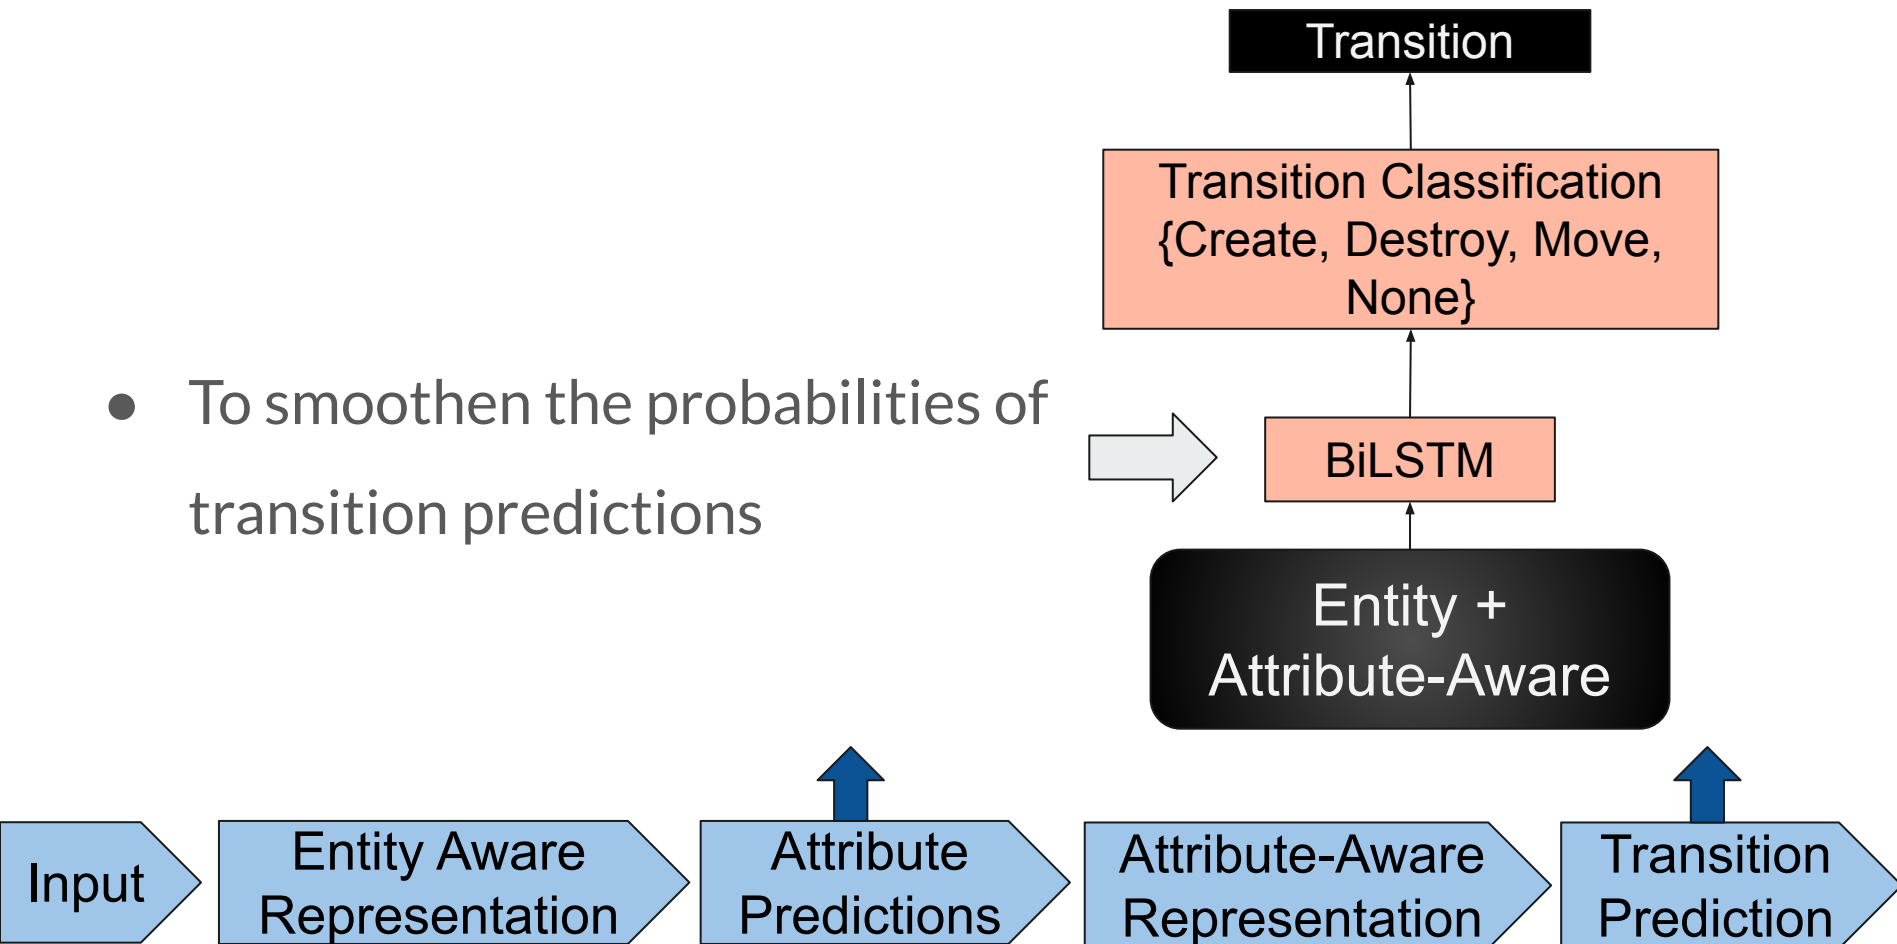 Transition
Transition Classification
{Create, Destroy, Move,
None}
● To smoothen the probabilities of
transition predictions
BiLSTM
Entity +
Attribute-Aware
Input
Entity Aware
Representation
Attribute
Predictions
Attribute-Aware
Representation
Transition
Prediction